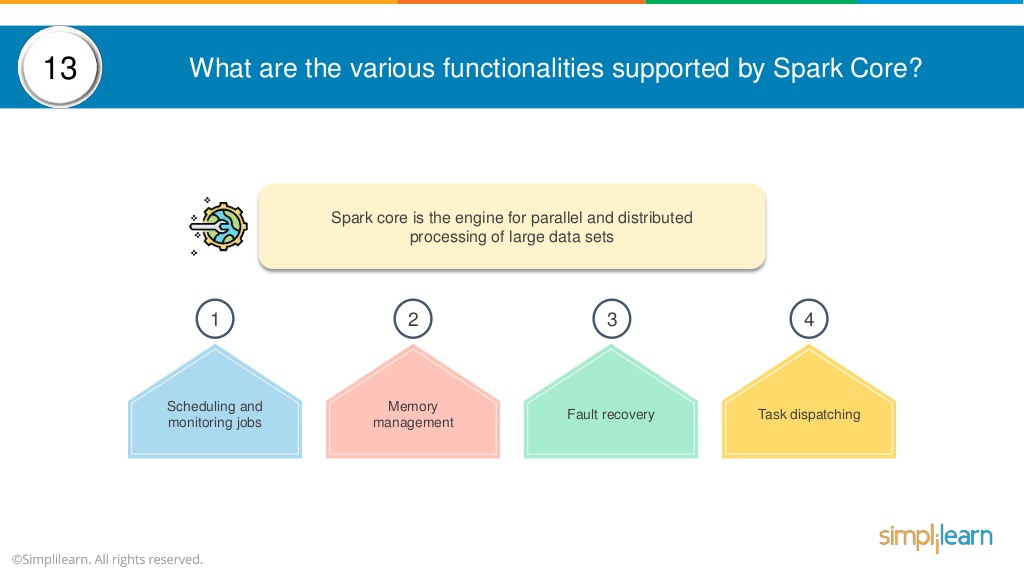 13
What are the various functionalities supported by Spark Core?
Spark core is the engine for parallel and distributed
processing of large data sets
1
2
3
4
Scheduling and
monitoring jobs
Memory
management
Fault recovery
Task dispatching
simplilearn
©Simplilearn. All rights reserved.